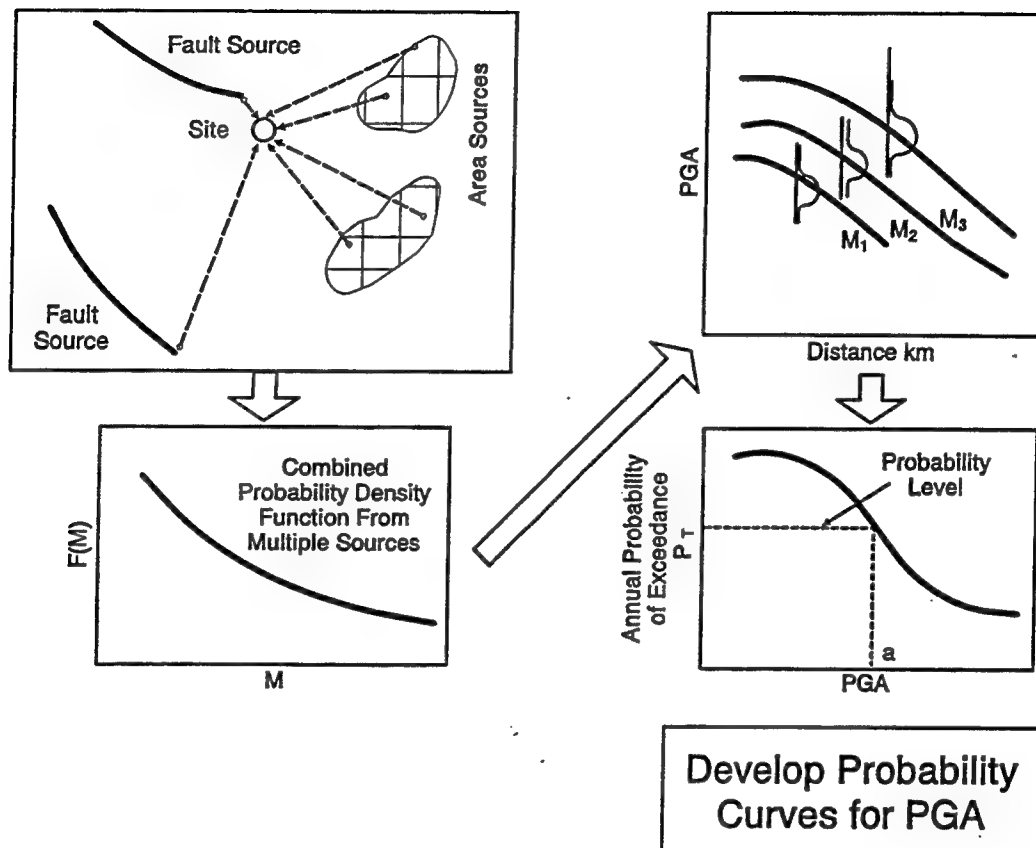 Fault Source
Site
Area Sources
Fault
Source
Combined
Probability Density
Function From
Multiple Sources
F(M)
M
PGA
M1
M2
M3
Distance km
Probability
Level
Annual Probability
of Exceedance
PT
a
PGA
Develop Probability
Curves for PGA